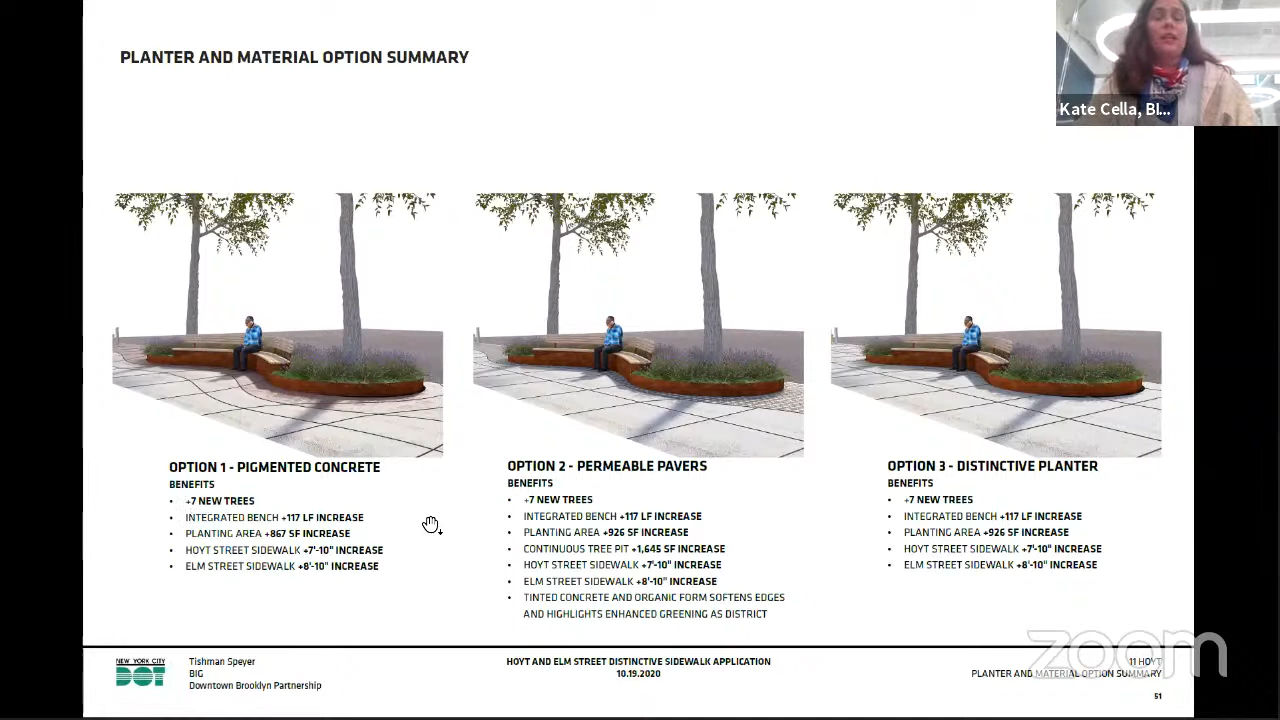 PLANTER AND MATERIAL OPTION SUMMARY
Kate Cella, BI...
OPTION 1 - PIGMENTED CONCRETE
BENEFITS
• +7 NEW TREES
• INTEGRATED BENCH +117 LF INCREASE
• PLANTING AREA +867 SF INCREASE
• HOYT STREET SIDEWALK +7'-10" INCREASE
• ELM STREET SIDEWALK +8'-10" INCREASE
OPTION 2 - PERMEABLE PAVERS
BENEFITS
• +7 NEW TREES
• INTEGRATED BENCH +117 LF INCREASE
• PLANTING AREA +926 SF INCREASE
• CONTINUOUS TREE PIT +1,645 SF INCREASE
• HOYT STREET SIDEWALK +7'-10" INCREASE
• ELM STREET SIDEWALK +8'-10" INCREASE
• TINTED CONCRETE AND ORGANIC FORM SOFTENS EDGES
AND HIGHLIGHTS ENHANCED GREENING AS DISTRICT
OPTION 3 - DISTINCTIVE PLANTER
BENEFITS
• +7 NEW TREES
• INTEGRATED BENCH +117 LF INCREASE
• PLANTING AREA +926 SF INCREASE
• HOYT STREET SIDEWALK +7'-10" INCREASE
• ELM STREET SIDEWALK +8'-10" INCREASE
NEW YORK CITY
DOT
Tishman Speyer
BIG
Downtown Brooklyn Partnership
HOYT AND ELM STREET DISTINCTIVE SIDEWALK APPLICATION
10.19.2020
11 HOYT
PLANTER AND MATERIAL OPTION SUMMARY
51
zoom